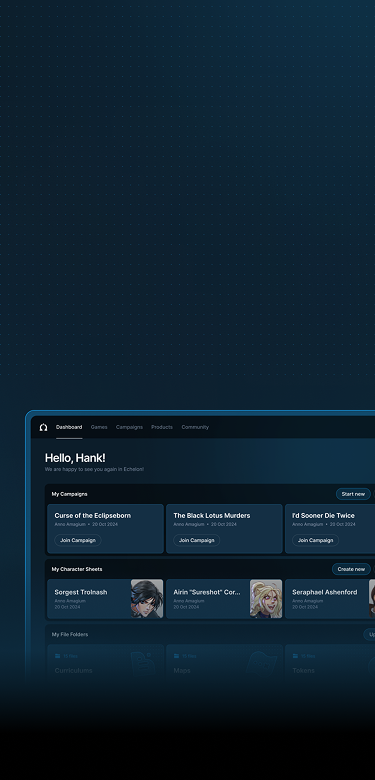 Dashboard Games Campaigns Products Community
Hello, Hank!
We are happy to see you again in Echelon!
My Campaigns Start new
Curse of the Eclipseborn The Black Lotus Murders I'd Sooner Die Twice
Anno Amagium • 20 Oct 2024 Anno Amagium • 20 Oct 2024 Anno Amagium • 20 Oct 2024
Join Campaign Join Campaign Join Campaign
My Character Sheets Create new
Sorgest Trolnash Airin "Sureshot" Cor... Seraphael Ashenford
Anno Amagium Anno Amagium Anno Amagium
20 Oct 2024 20 Oct 2024 20 Oct 2024
My File Folders Up
Curriculums Maps Tokens